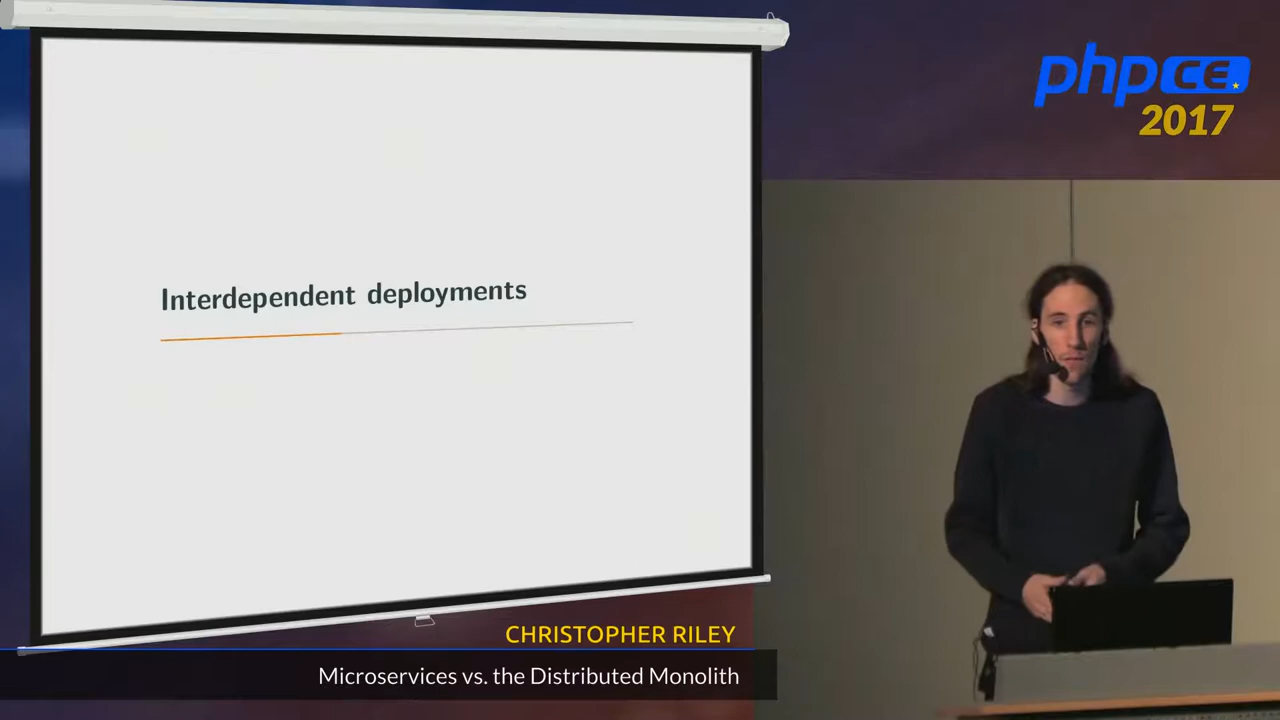 phpCE
2017
Interdependent deployments
CHRISTOPHER RILEY
Microservices vs. the Distributed Monolith